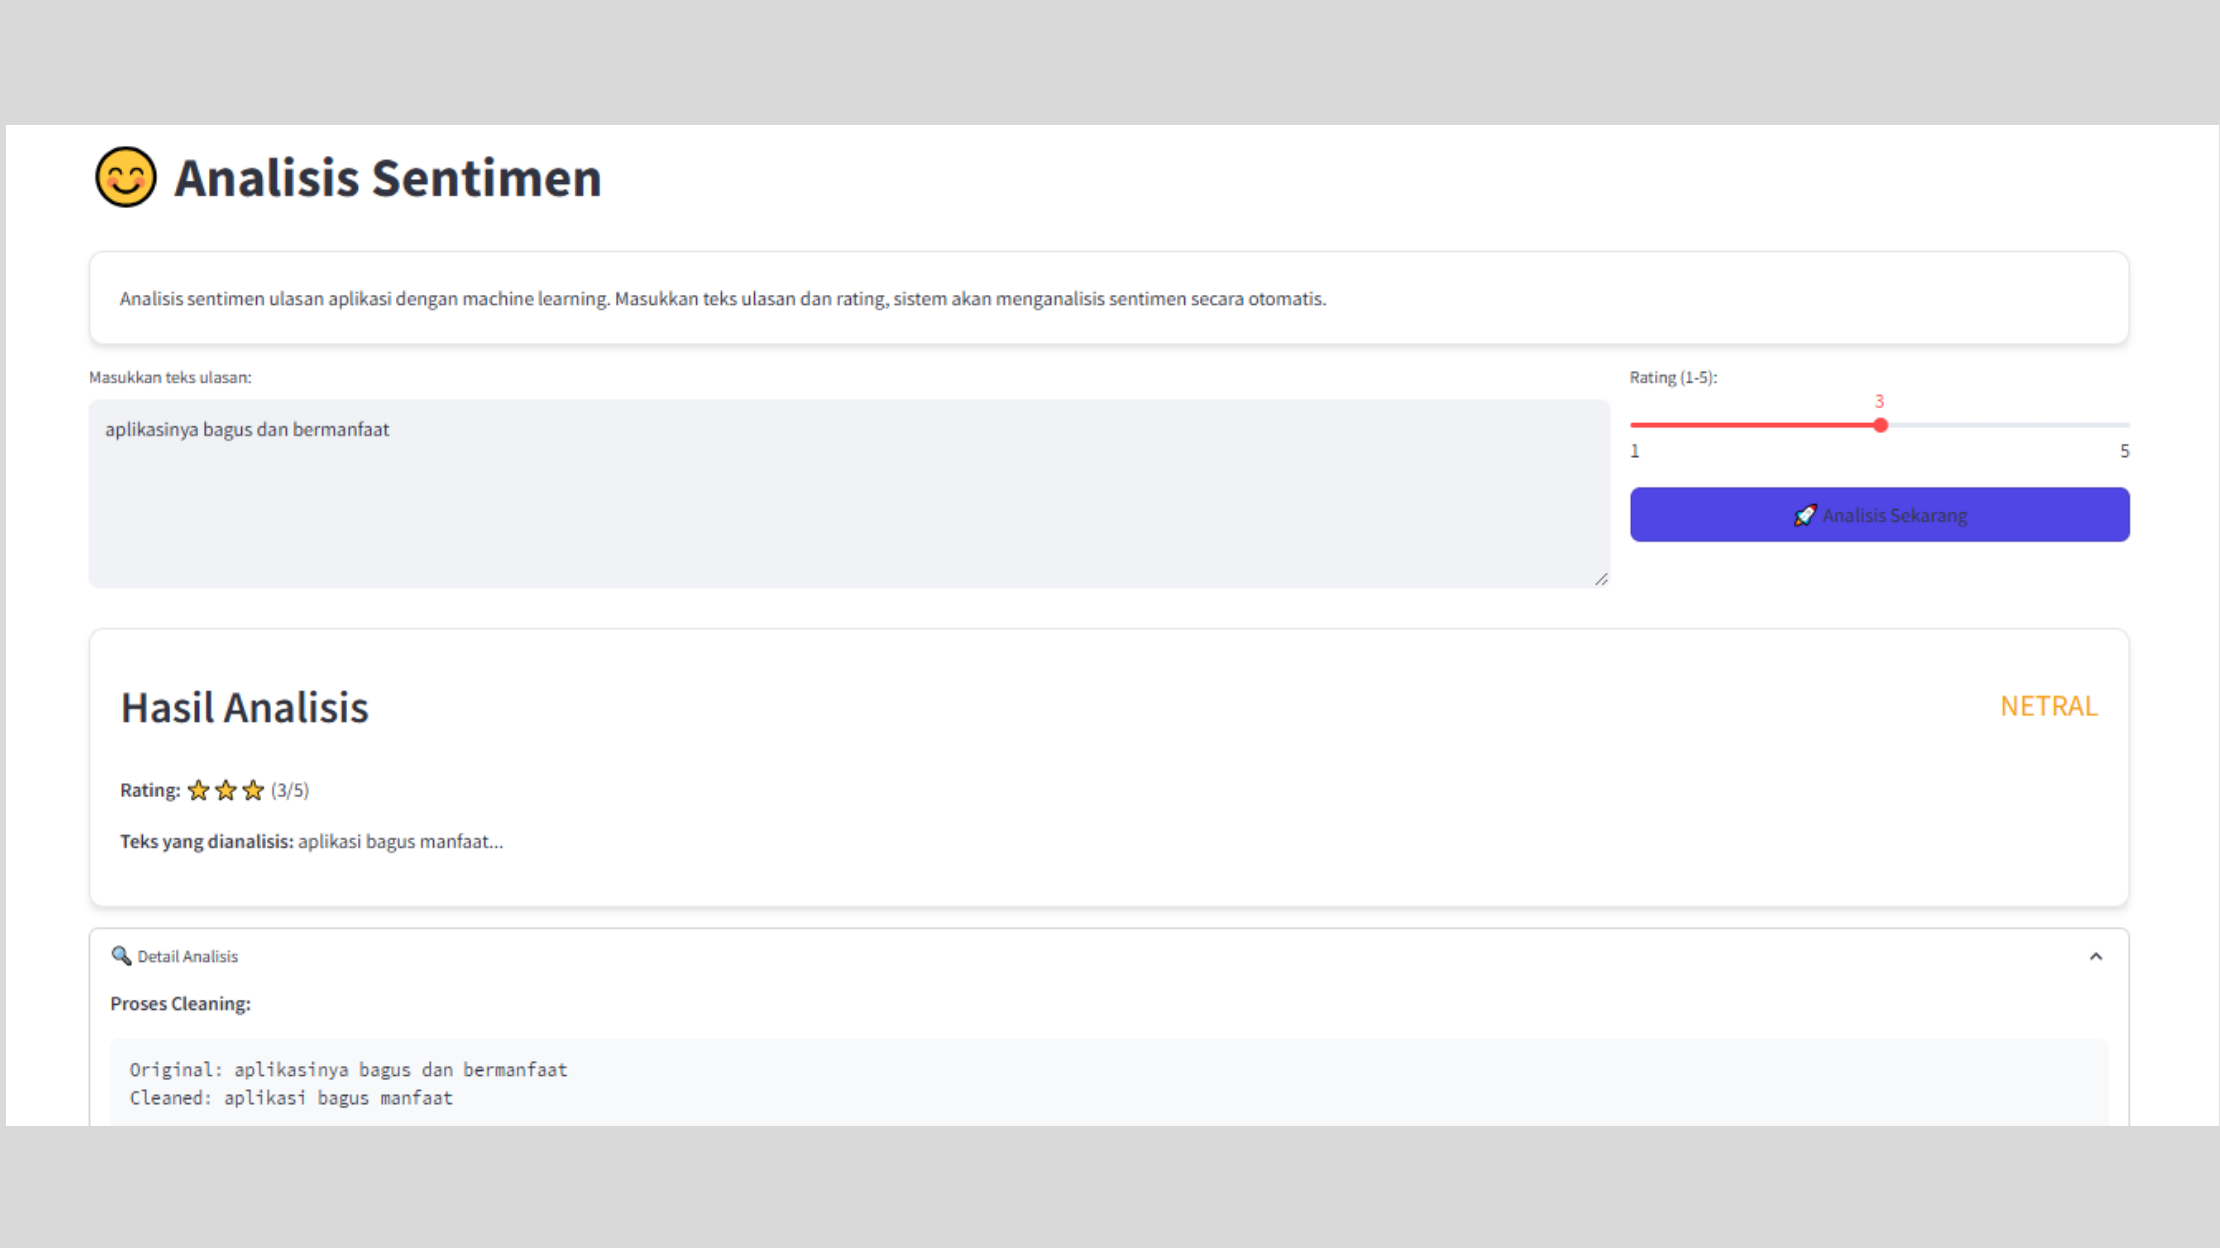 Analisis Sentimen
Analisis sentimen ulasan aplikasi dengan machine learning. Masukkan teks ulasan dan rating, sistem akan menganalisis sentimen secara otomatis.
Masukkan teks ulasan:
aplikasinya bagus dan bermanfaat
Rating (1-5):
3
1 5
Analisis Sekarang
Hasil Analisis
NETRAL
Rating: ⭐⭐⭐ (3/5)
Teks yang dianalisis: aplikasi bagus manfaat...
Detail Analisis
Proses Cleaning:
Original: aplikasinya bagus dan bermanfaat
Cleaned: aplikasi bagus manfaat